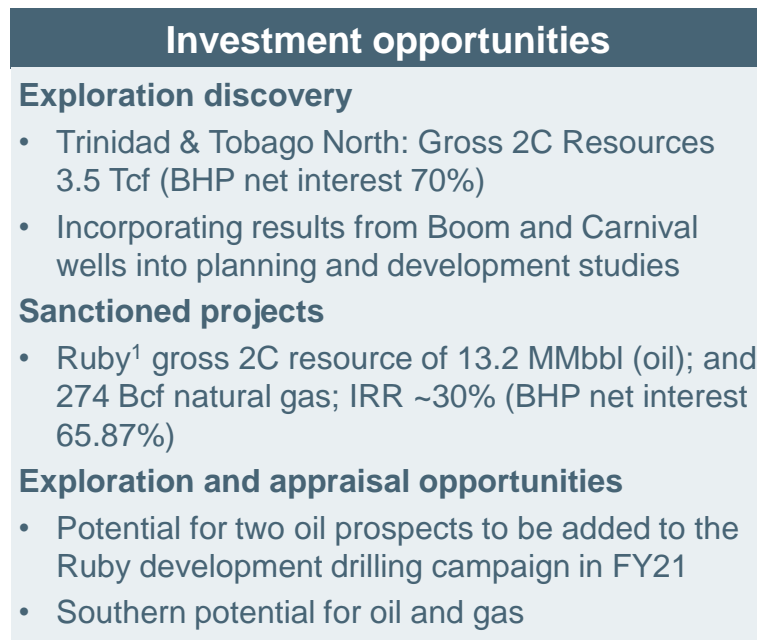 Investment opportunities
Exploration discovery
• Trinidad & Tobago North: Gross 2C Resources
3.5 Tcf (BHP net interest 70%)
• Incorporating results from Boom and Carnival
wells into planning and development studies
Sanctioned projects
• Ruby¹ gross 2C resource of 13.2 MMbbl (oil); and
274 Bcf natural gas; IRR ~30% (BHP net interest
65.87%)
Exploration and appraisal opportunities
• Potential for two oil prospects to be added to the
Ruby development drilling campaign in FY21
• Southern potential for oil and gas